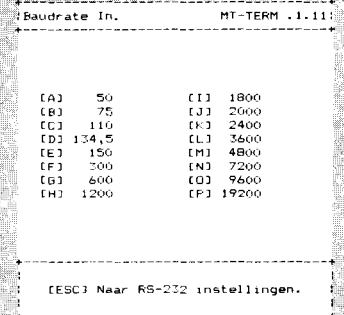 Baudrate In. MT-TERM .1.11
[A] 50 [I] 1800
[B] 75 [J] 2000
[C] 110 [K] 2400
[D] 134,5 [L] 3600
[E] 150 [M] 4800
[F] 300 [N] 7200
[G] 600 [O] 9600
[H] 1200 [P] 19200
[ESC] Naar RS-232 instellingen.